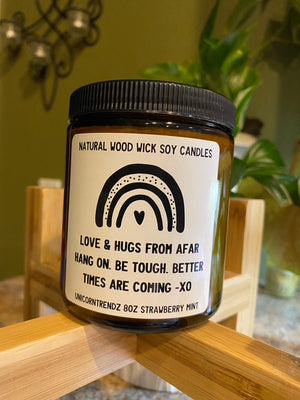 NATURAL WOOD WICK SOY CANDLES
LOVE & HUGS FROM AFAR
HANG ON. BE TOUGH. BETTER
TIMES ARE COMING -XO
UNICORNTRENDZ 8OZ STRAWBERRY MINT